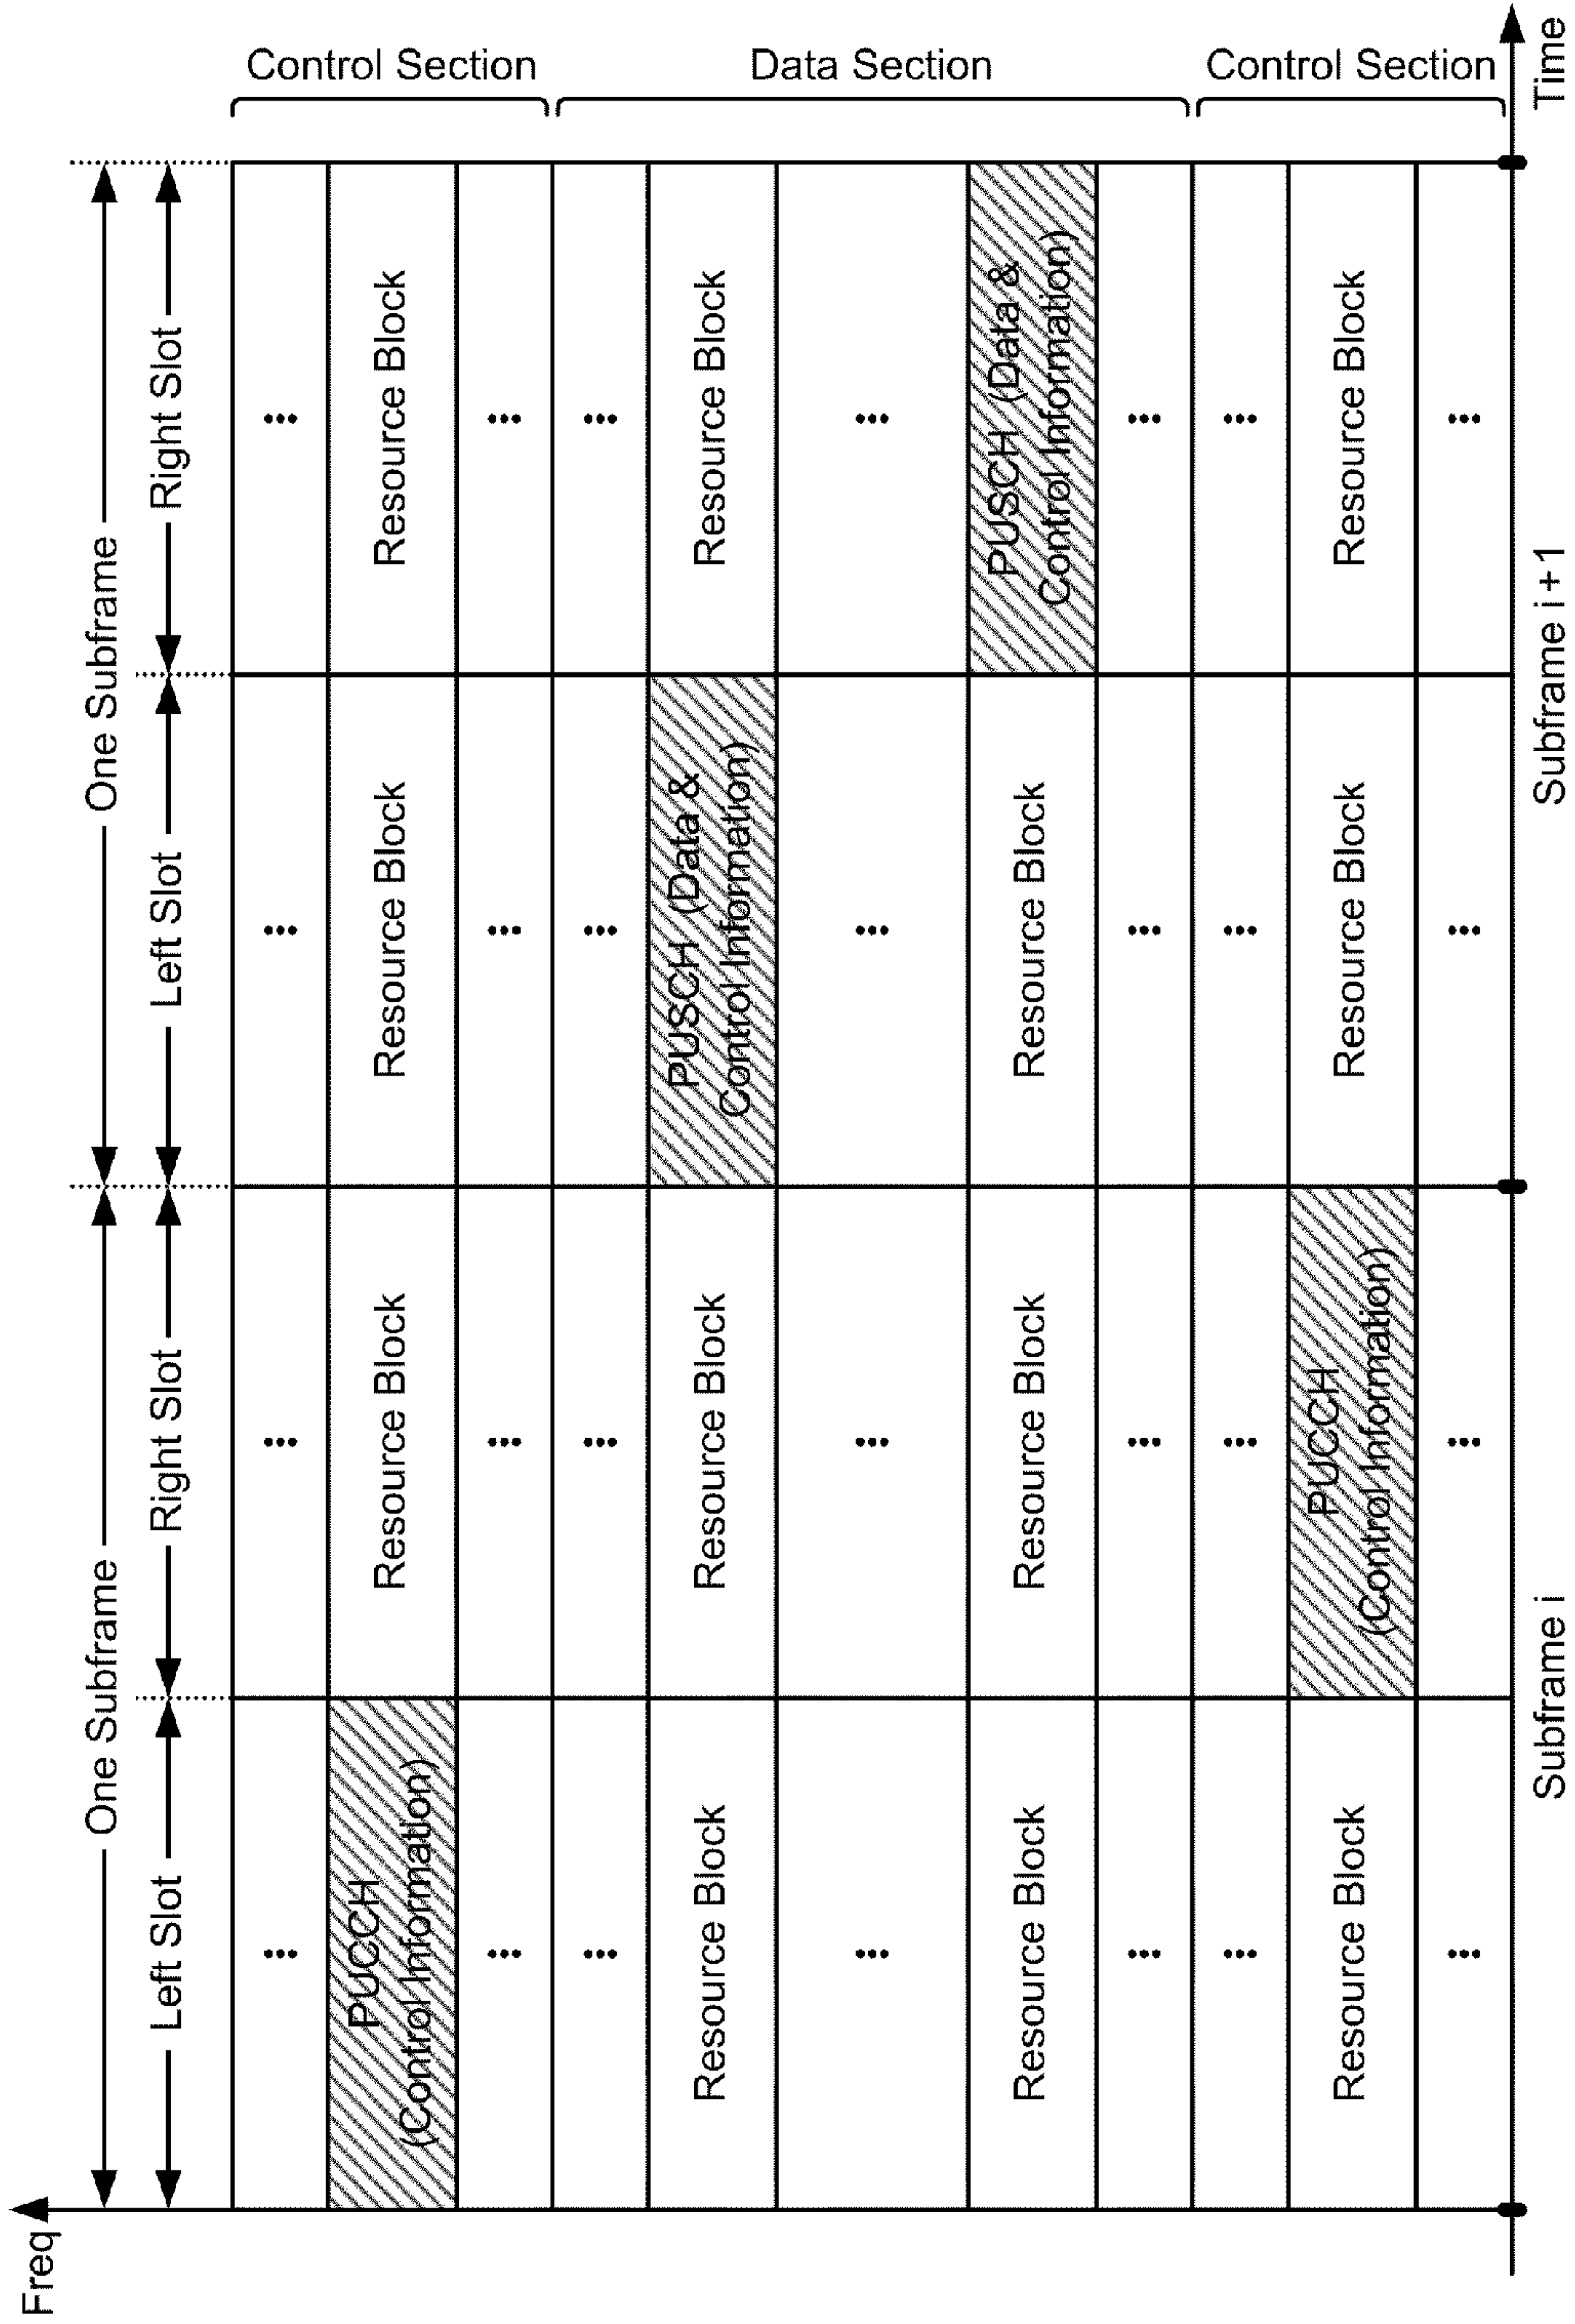 Freq
One Subframe
One Subframe
Left Slot
Right Slot
Left Slot
Right Slot
PUCCH
(Control Information)
Resource Block
Resource Block
Resource Block
Control Section
Resource Block
Resource Block
PUSCH (Data &
Control Information)
Resource Block
Data Section
Resource Block
Resource Block
Resource Block
PUSCH (Data &
Control Information)
Resource Block
PUCCH
(Control Information)
Resource Block
Resource Block
Control Section
Subframe i
Subframe i + 1
Time